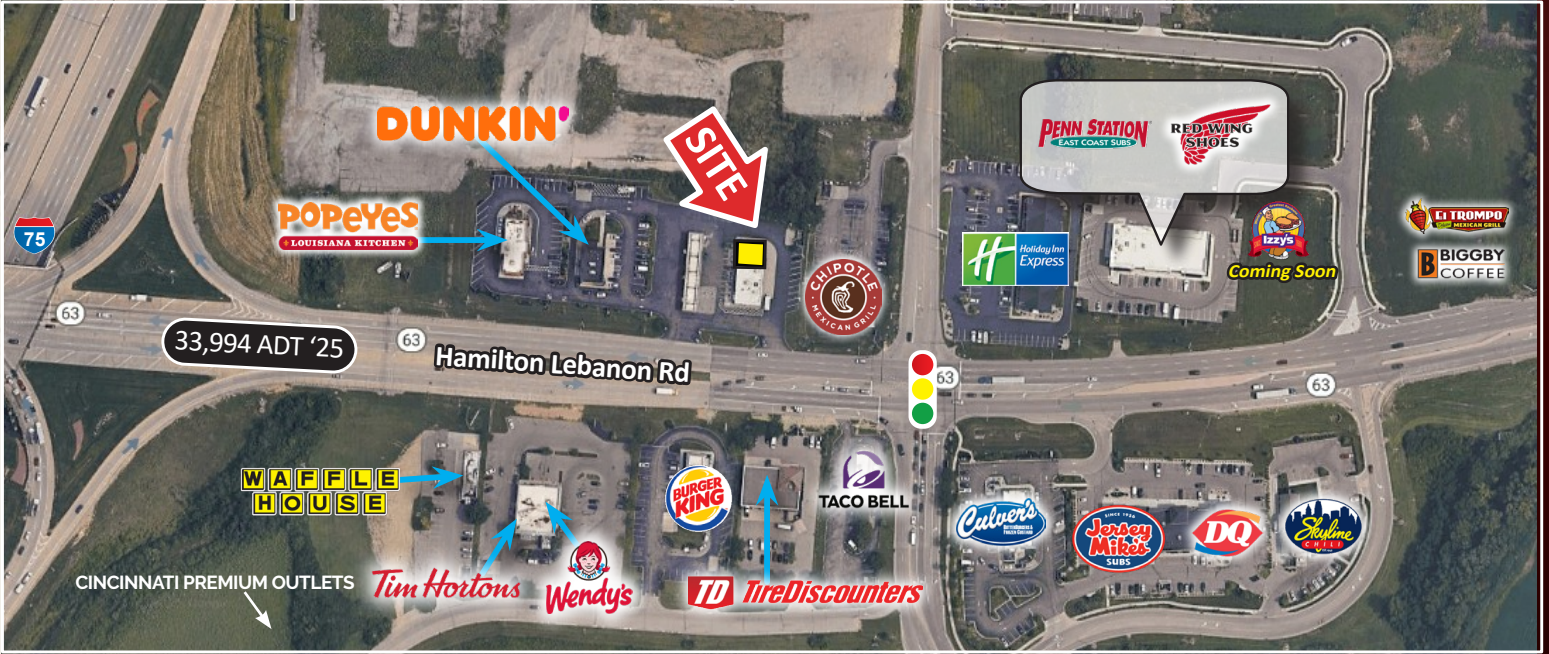 DUNKIN'
SITE
PENN STATION
EAST COAST SUBS
RED WING
SHOES
POPEYES
LOUISIANA KITCHEN
75
Holiday Inn
Express
Izzy's
Coming Soon
El TROMPO
MEXICAN GRILL
B BIGGBY
COFFEE
CHIPOTLE
MEXICAN GRILL
63
33,994 ADT ‘25
63
Hamilton Lebanon Rd
63
63
WAFFLE
HOUSE
BURGER
KING
TACO BELL
Culver's
SINCE 1956
Jersey
Mike's
SUBS
DQ
Skyline
CHILI
CINCINNATI PREMIUM OUTLETS
Tim Hortons
Wendy's
TD TireDiscounters